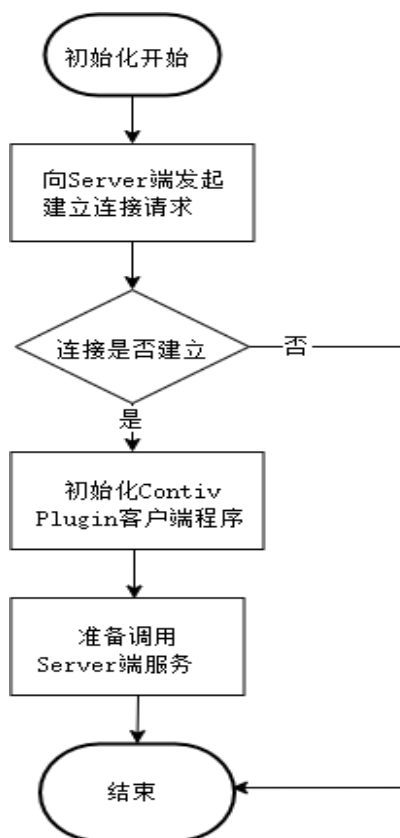 初始化开始
向Server端发起
建立连接请求
连接是否建立
否
是
初始化Contiv
Plugin客户端程序
准备调用
Server端服务
结束